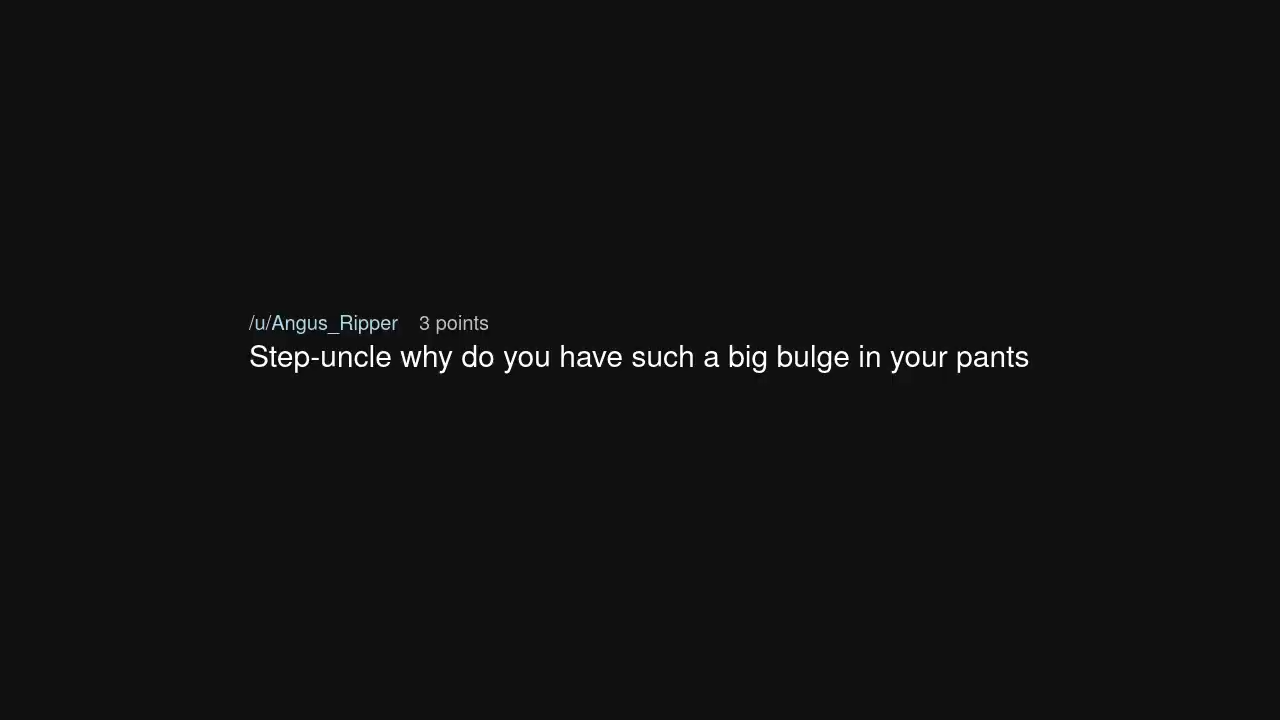 /u/Angus_Ripper 3 points
Step-uncle why do you have such a big bulge in your pants